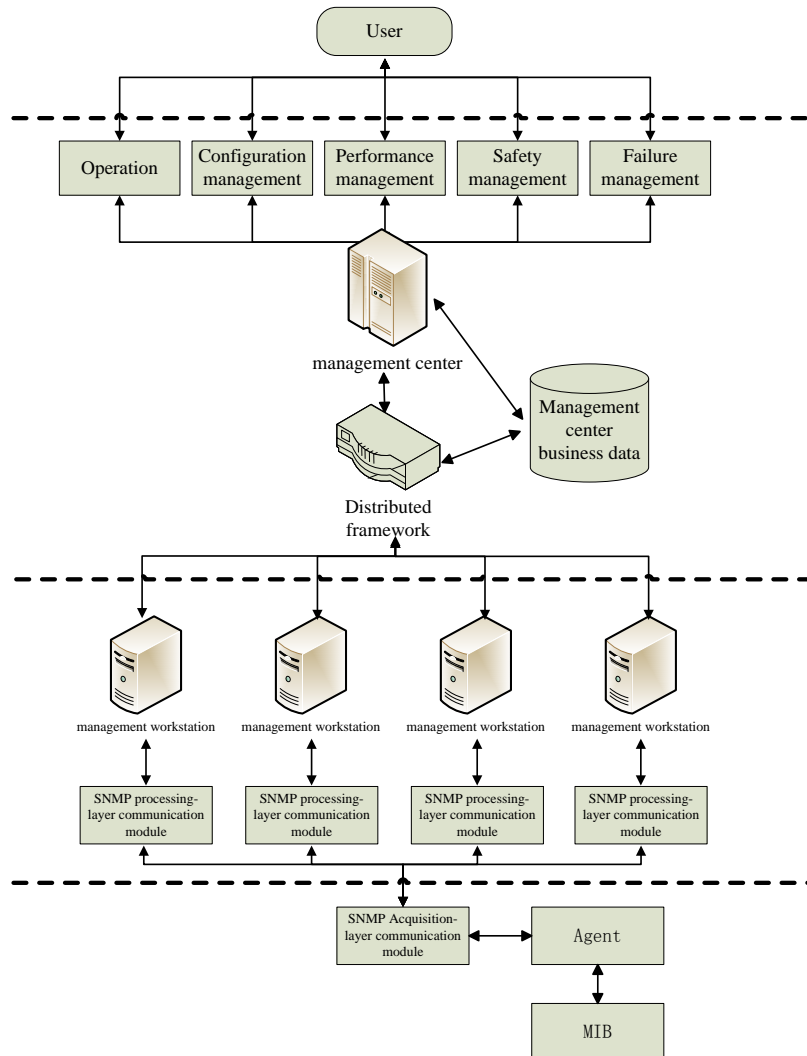 User
Operation
Configuration
management
Performance
management
Safety
management
Failure
management
management center
Management
center
business data
Distributed
framework
management workstation
management workstation
management workstation
management workstation
SNMP processing-
layer communication
module
SNMP processing-
layer communication
module
SNMP processing-
layer communication
module
SNMP processing-
layer communication
module
SNMP Acquisition-
layer communication
module
Agent
MIB